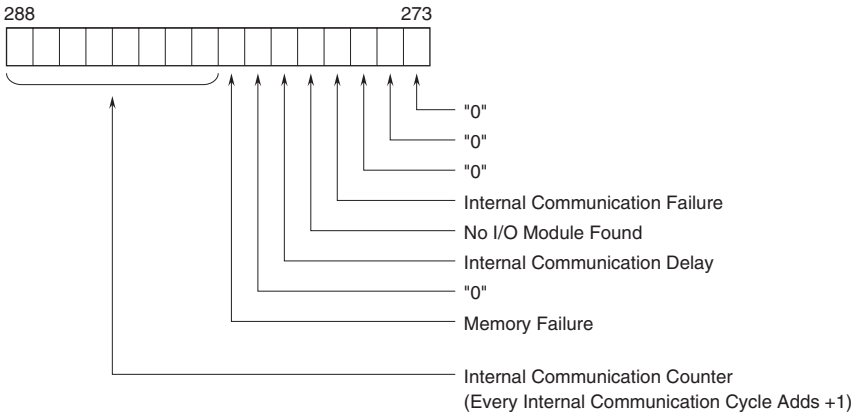 288 273
"0"
"0"
"0"
Internal Communication Failure
No I/O Module Found
Internal Communication Delay
"0"
Memory Failure
Internal Communication Counter
(Every Internal Communication Cycle Adds +1)